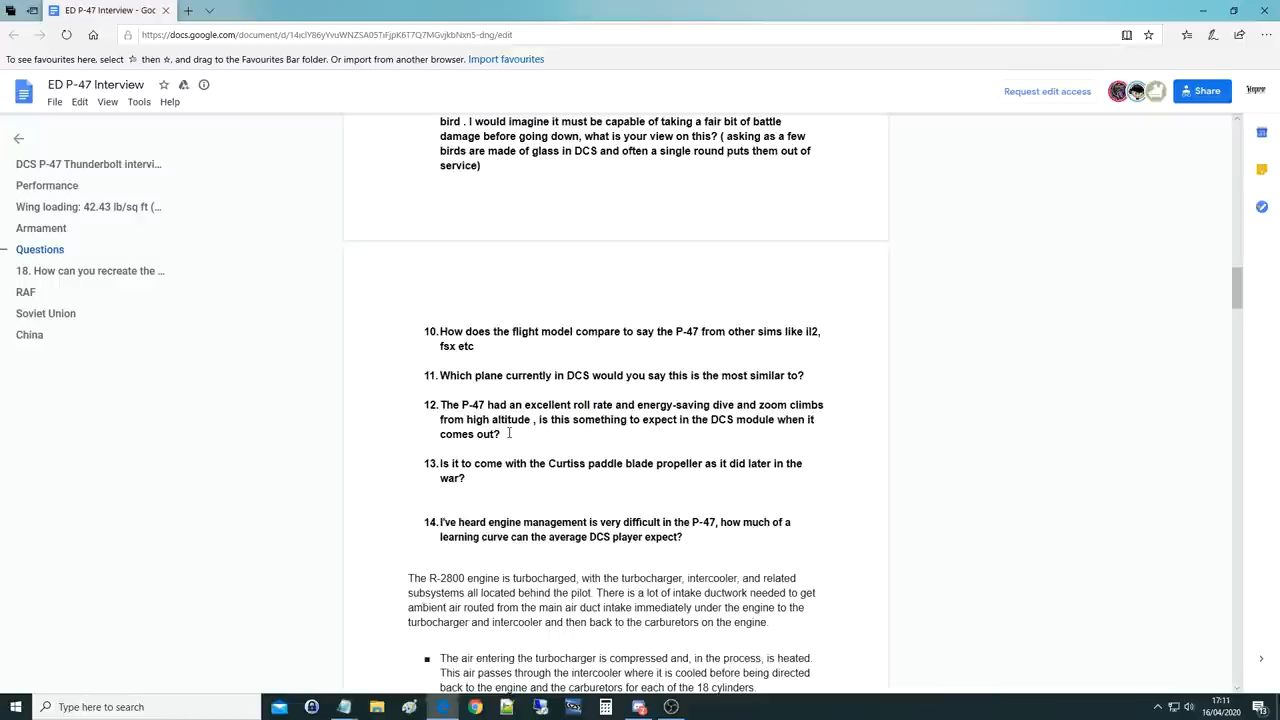 ED P-47 Interview - Goo
https://docs.google.com/document/d/14iclY86yYvuWNZSA05TiFjpK6T7Q7MGvjkbNxn5-dng/edit
To see favourites here, select ☆ then ☆, and drag to the Favourites Bar folder. Or import from another browser. Import favourites
ED P-47 Interview
File Edit View Tools Help
Request edit access
Share
DCS P-47 Thunderbolt intervi...
Performance
Wing loading: 42.43 lb/sq ft (...
Armament
Questions
18. How can you recreate the ...
RAF
Soviet Union
China
bird . I would imagine it must be capable of taking a fair bit of battle
damage before going down, what is your view on this? ( asking as a few
birds are made of glass in DCS and often a single round puts them out of
service)
10. How does the flight model compare to say the P-47 from other sims like il2,
fsx etc
11. Which plane currently in DCS would you say this is the most similar to?
12. The P-47 had an excellent roll rate and energy-saving dive and zoom climbs
from high altitude , is this something to expect in the DCS module when it
comes out?
13. Is it to come with the Curtiss paddle blade propeller as it did later in the
war?
14. I've heard engine management is very difficult in the P-47, how much of a
learning curve can the average DCS player expect?
The R-2800 engine is turbocharged, with the turbocharger, intercooler, and related
subsystems all located behind the pilot. There is a lot of intake ductwork needed to get
ambient air routed from the main air duct intake immediately under the engine to the
turbocharger and intercooler and then back to the carburetors on the engine.
■ The air entering the turbocharger is compressed and, in the process, is heated.
This air passes through the intercooler where it is cooled before being directed
back to the engine and the carburetors for each of the 18 cylinders.
Type here to search
17:11
16/04/2020